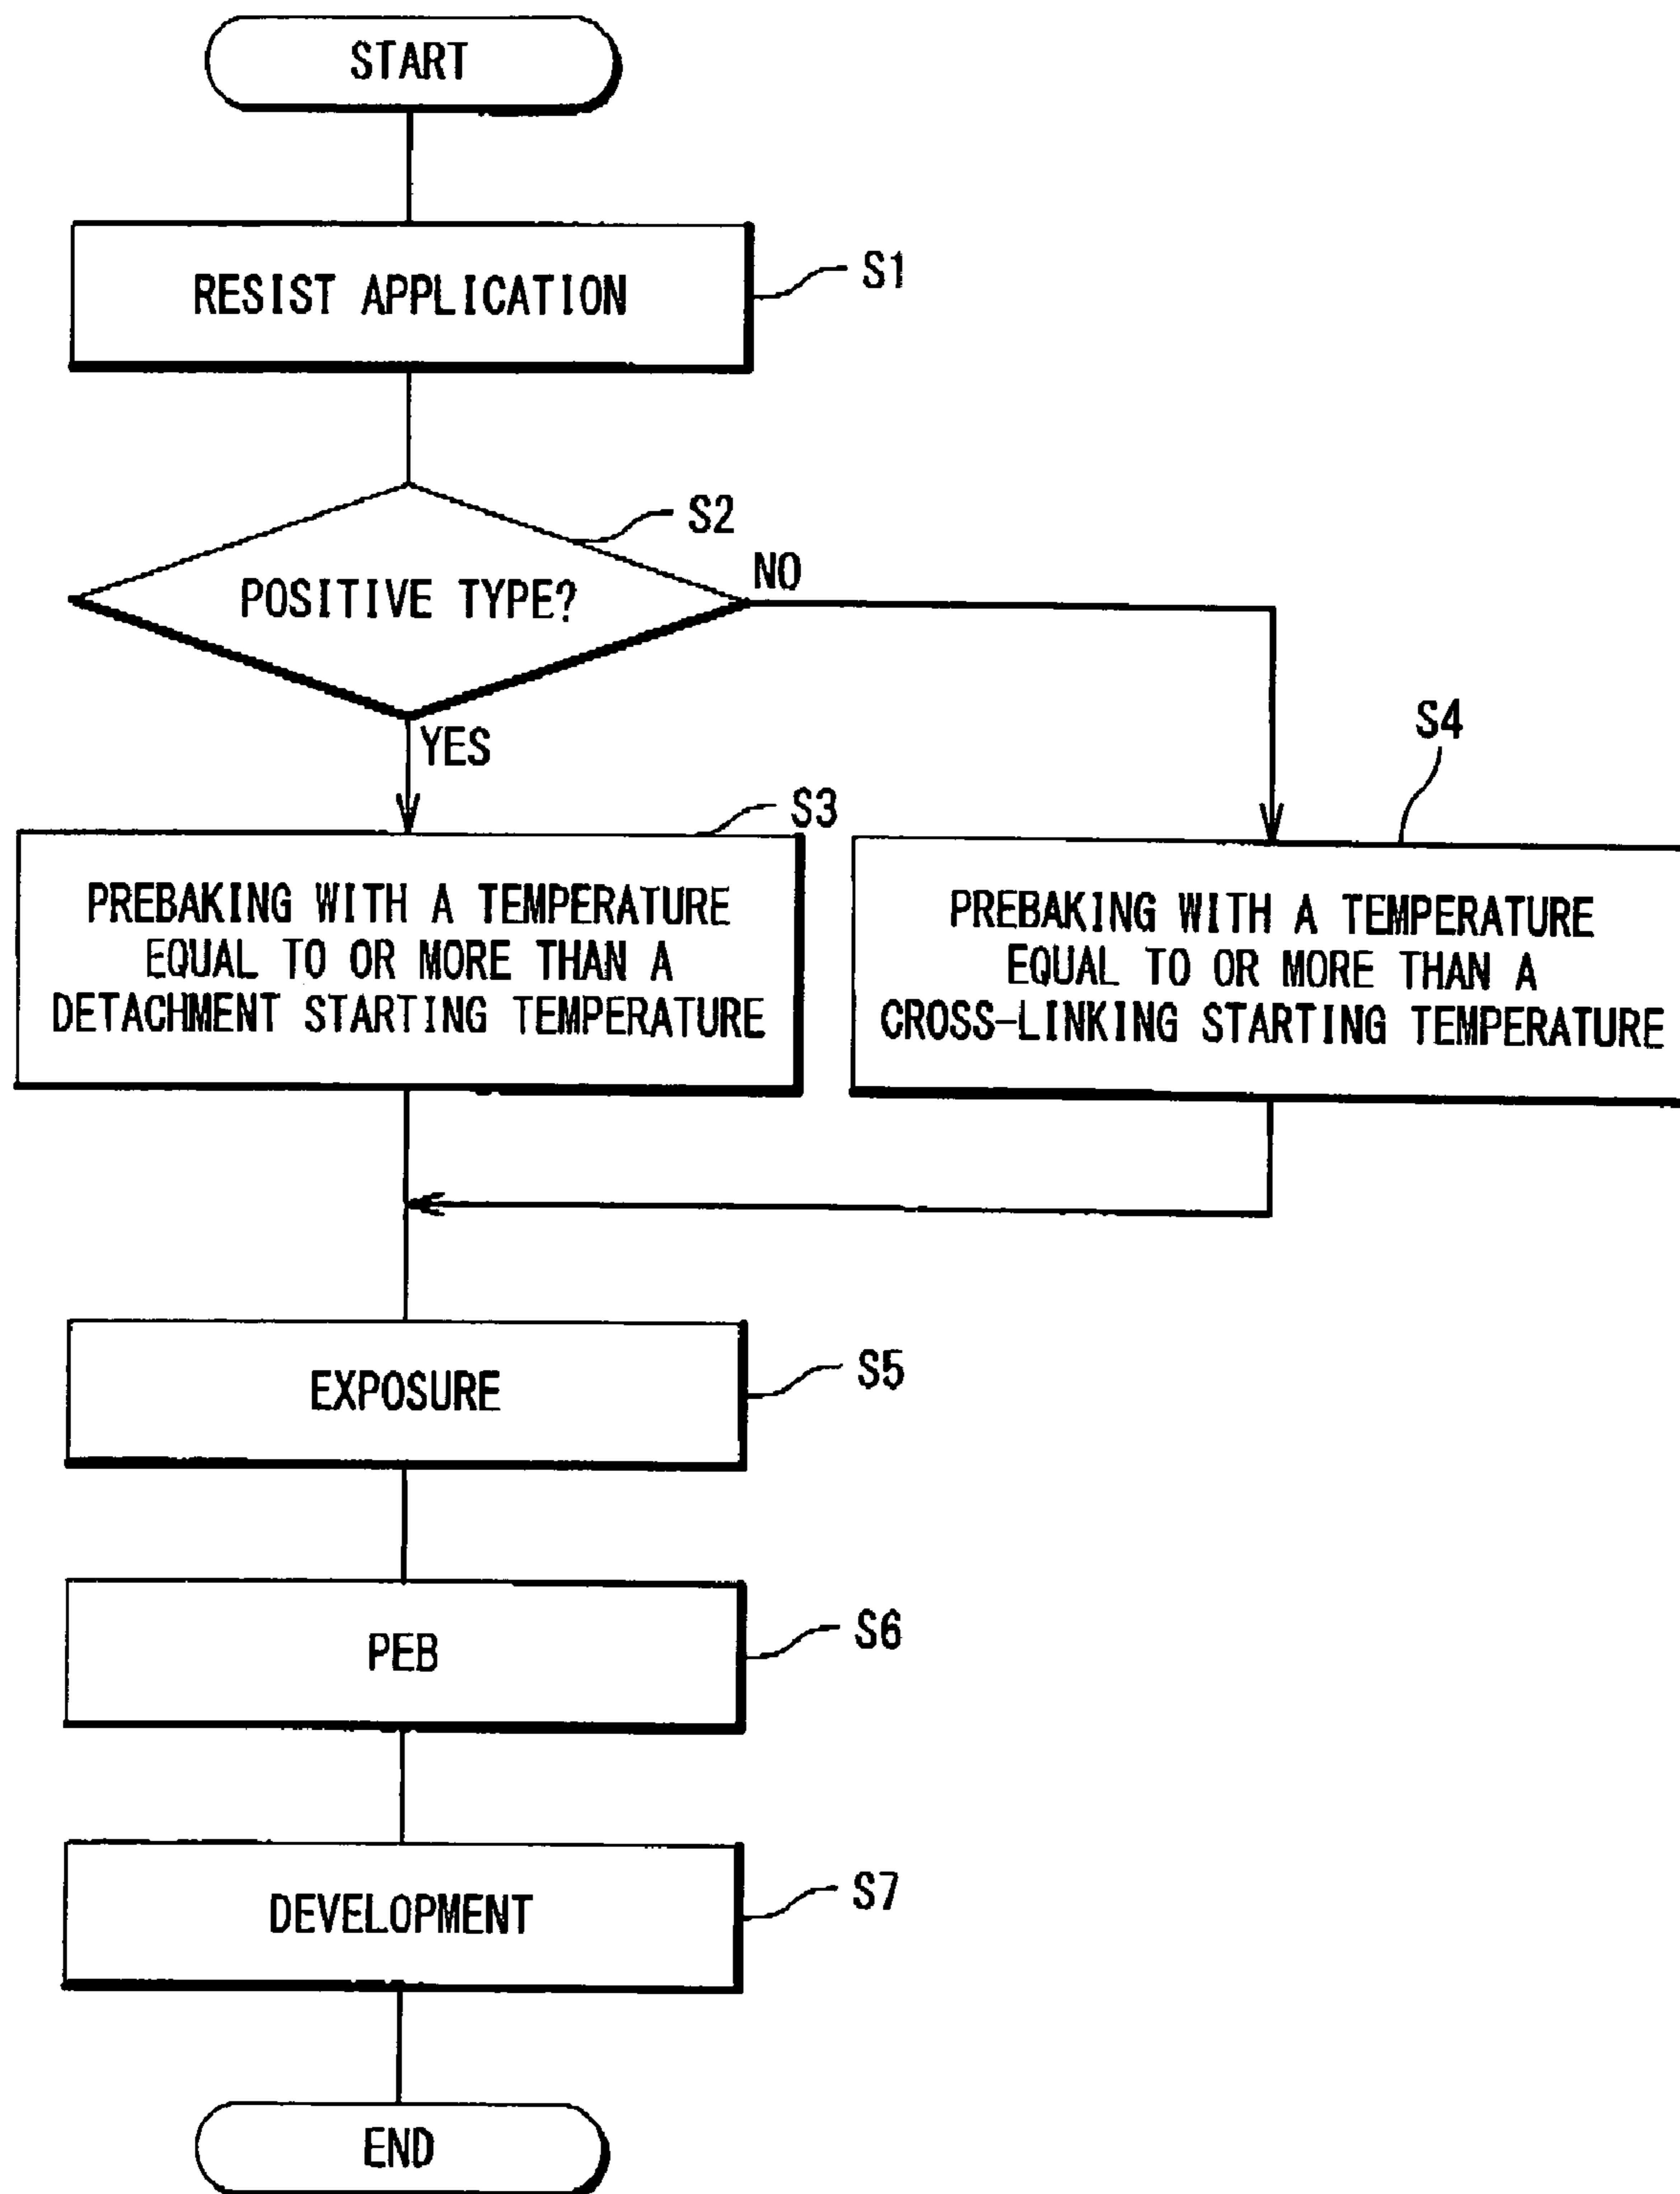 START
RESIST APPLICATION
S1
S2
POSITIVE TYPE?
NO
YES
S3
S4
PREBAKING WITH A TEMPERATURE
EQUAL TO OR MORE THAN A
DETACHMENT STARTING TEMPERATURE
PREBAKING WITH A TEMPERATURE
EQUAL TO OR MORE THAN A
CROSS-LINKING STARTING TEMPERATURE
EXPOSURE
S5
PEB
S6
DEVELOPMENT
S7
END